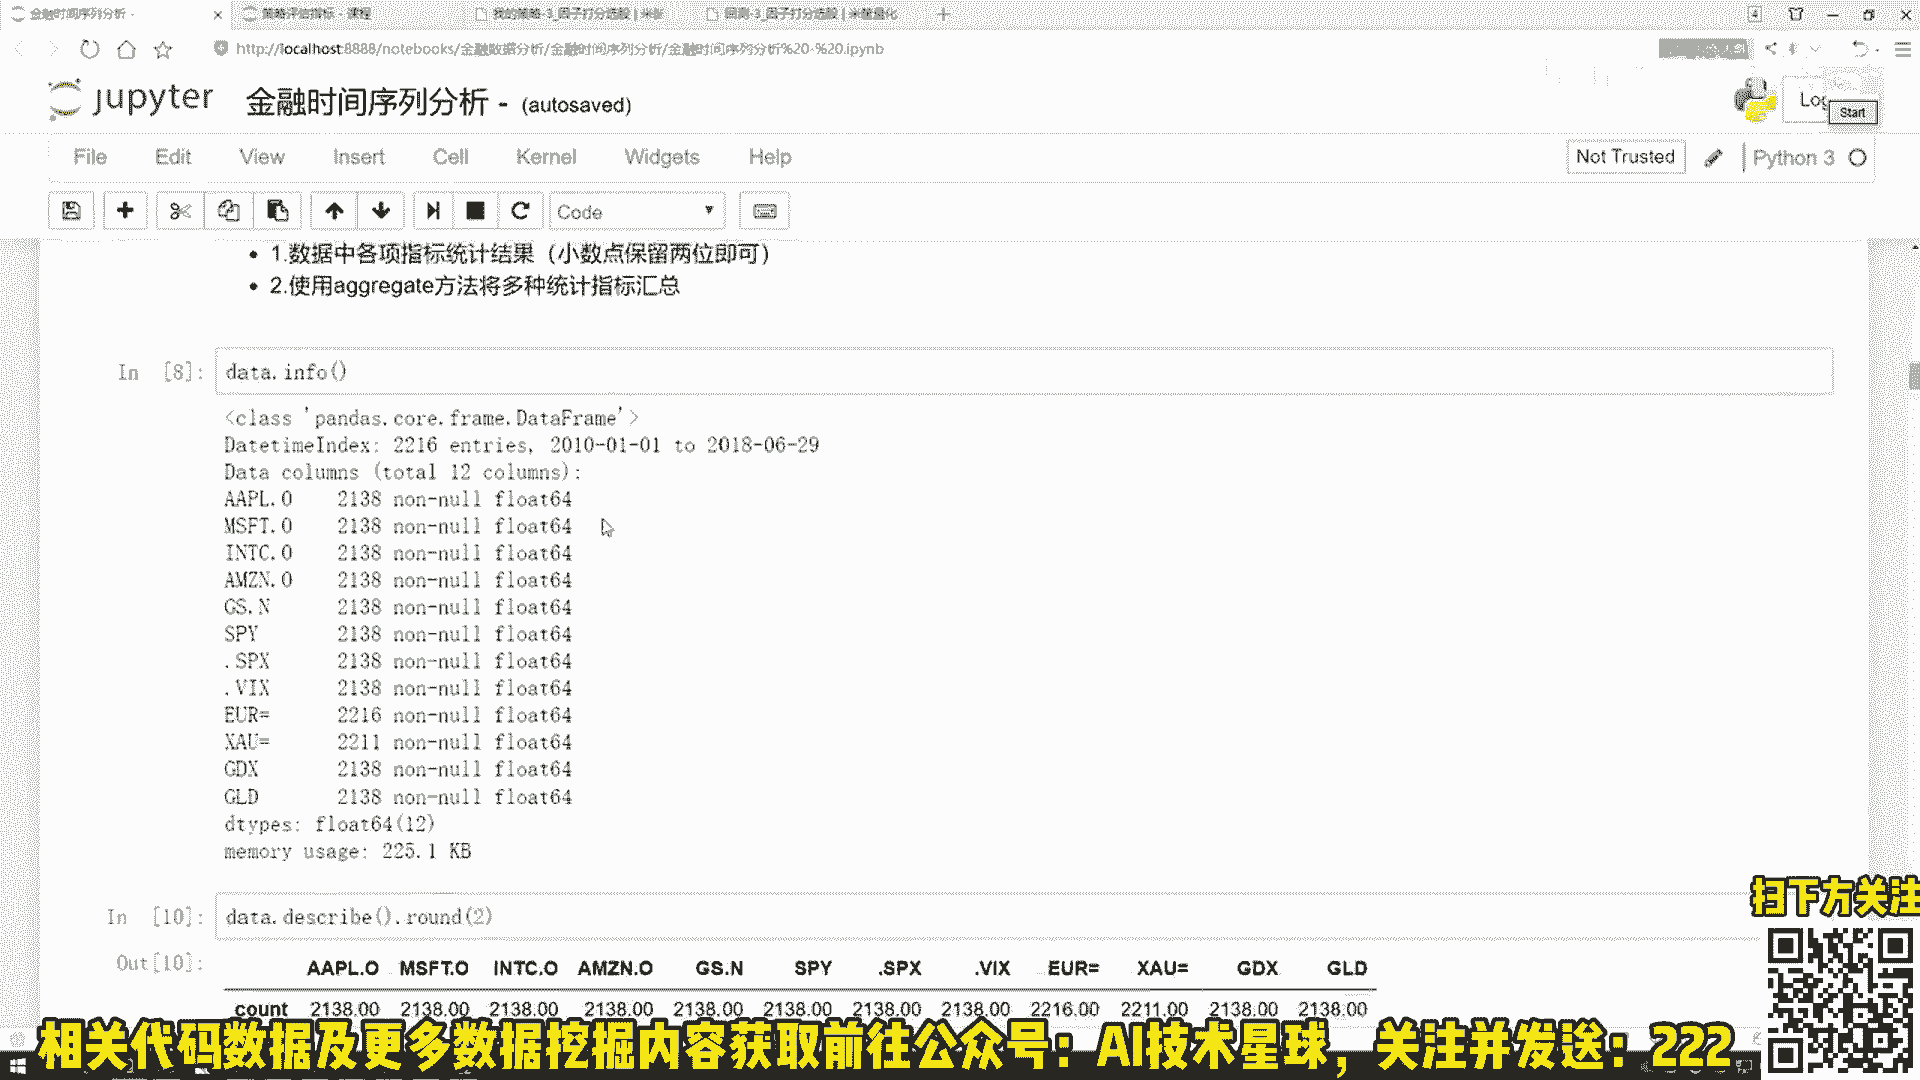 金融时间序列分析 -
策略评估指标 - 课程
我的策略-3_因子打分选股 | 米筐
回测-3_因子打分选股 | 米筐量化
4
http://localhost:8888/notebooks/金融数据分析/金融时间序列分析/金融时间序列分析%20-%20.ipynb
jupyter 金融时间序列分析 - (autosaved)
Start
File Edit View Insert Cell Kernel Widgets Help
Not Trusted
Python 3
Code
1.数据中各项指标统计结果（小数点保留两位即可）
2.使用aggregate方法将多种统计指标汇总
In [8]: data.info()
<class 'pandas.core.frame.DataFrame'>
DatetimeIndex: 2216 entries, 2010-01-01 to 2018-06-29
Data columns (total 12 columns):
AAPL.O 2138 non-null float64
MSFT.O 2138 non-null float64
INTC.O 2138 non-null float64
AMZN.O 2138 non-null float64
GS.N 2138 non-null float64
SPY 2138 non-null float64
.SPX 2138 non-null float64
.VIX 2138 non-null float64
EUR= 2216 non-null float64
XAU= 2211 non-null float64
GDX 2138 non-null float64
GLD 2138 non-null float64
dtypes: float64(12)
memory usage: 225.1 KB
In [10]: data.describe().round(2)
Out[10]:
AAPL.O MSFT.O INTC.O AMZN.O GS.N SPY .SPX .VIX EUR= XAU= GDX GLD
count 2138.00 2138.00 2138.00 2138.00 2138.00 2138.00 2138.00 2138.00 2216.00 2211.00 2138.00 2138.00
扫下方关注
相关代码数据及更多数据挖掘内容获取前往公众号：AI技术星球，关注并发送：222